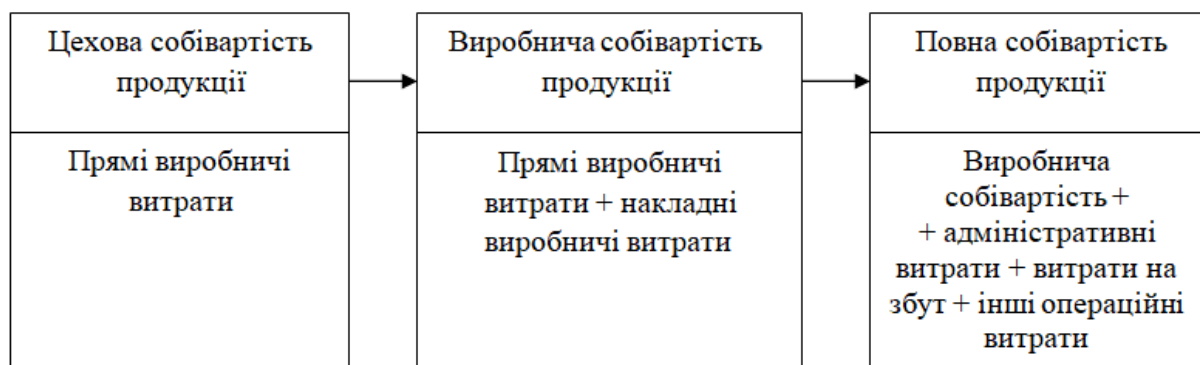 Цехова собівартість
продукції
Прямі виробничі
витрати
Виробнича собівартість
продукції
Прямі виробничі
витрати + накладні
виробничі витрати
Повна собівартість
продукції
Виробнича
собівартість +
+ адміністративні
витрати + витрати на
збут + інші операційні
витрати